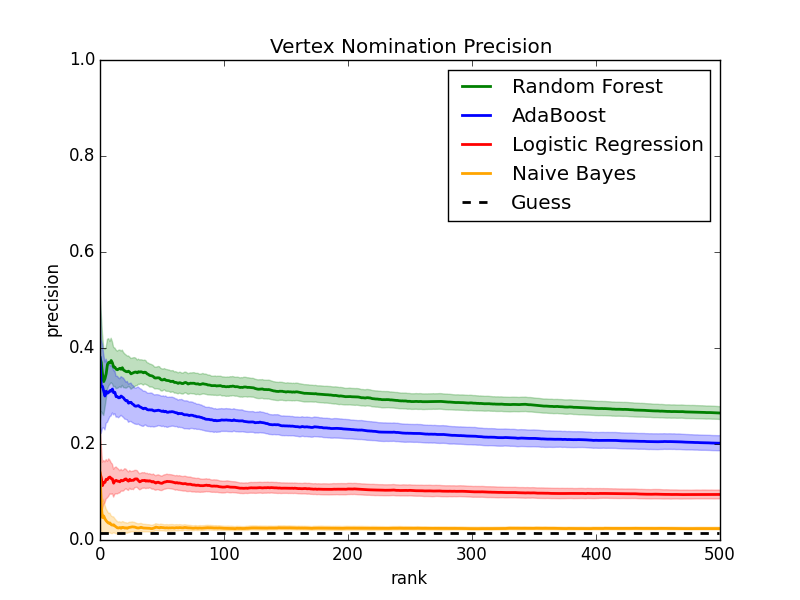 Vertex Nomination Precision
1.0
0.8
0.6
0.4
0.2
0.0
precision
Random Forest
AdaBoost
Logistic Regression
Naive Bayes
Guess
0 100 200 300 400 500
rank